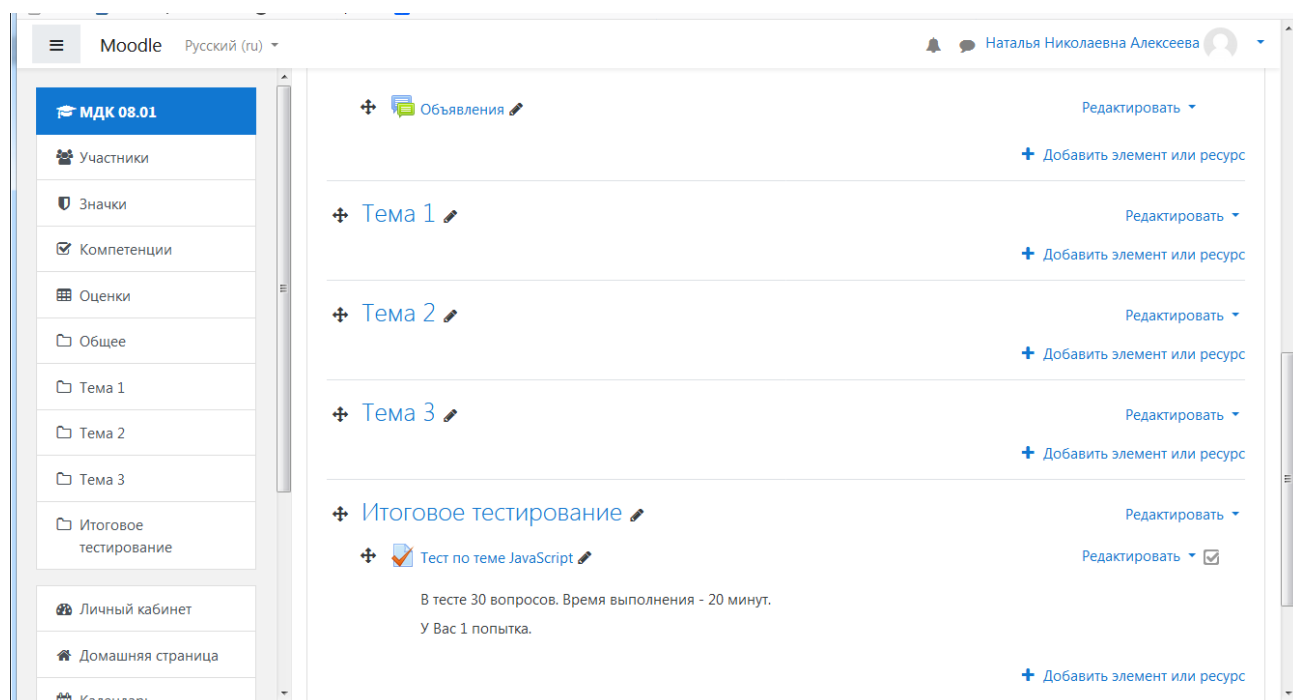 Moodle Русский (ru)
Наталья Николаевна Алексеева
МДК 08.01
Участники
Значки
Компетенции
Оценки
Общее
Тема 1
Тема 2
Тема 3
Итоговое
тестирование
Личный кабинет
Домашняя страница
Календарь
Объявления Редактировать
Добавить элемент или ресурс
Тема 1 Редактировать
Добавить элемент или ресурс
Тема 2 Редактировать
Добавить элемент или ресурс
Тема 3 Редактировать
Добавить элемент или ресурс
Итоговое тестирование Редактировать
Тест по теме JavaScript Редактировать
В тесте 30 вопросов. Время выполнения - 20 минут.
У Вас 1 попытка.
Добавить элемент или ресурс